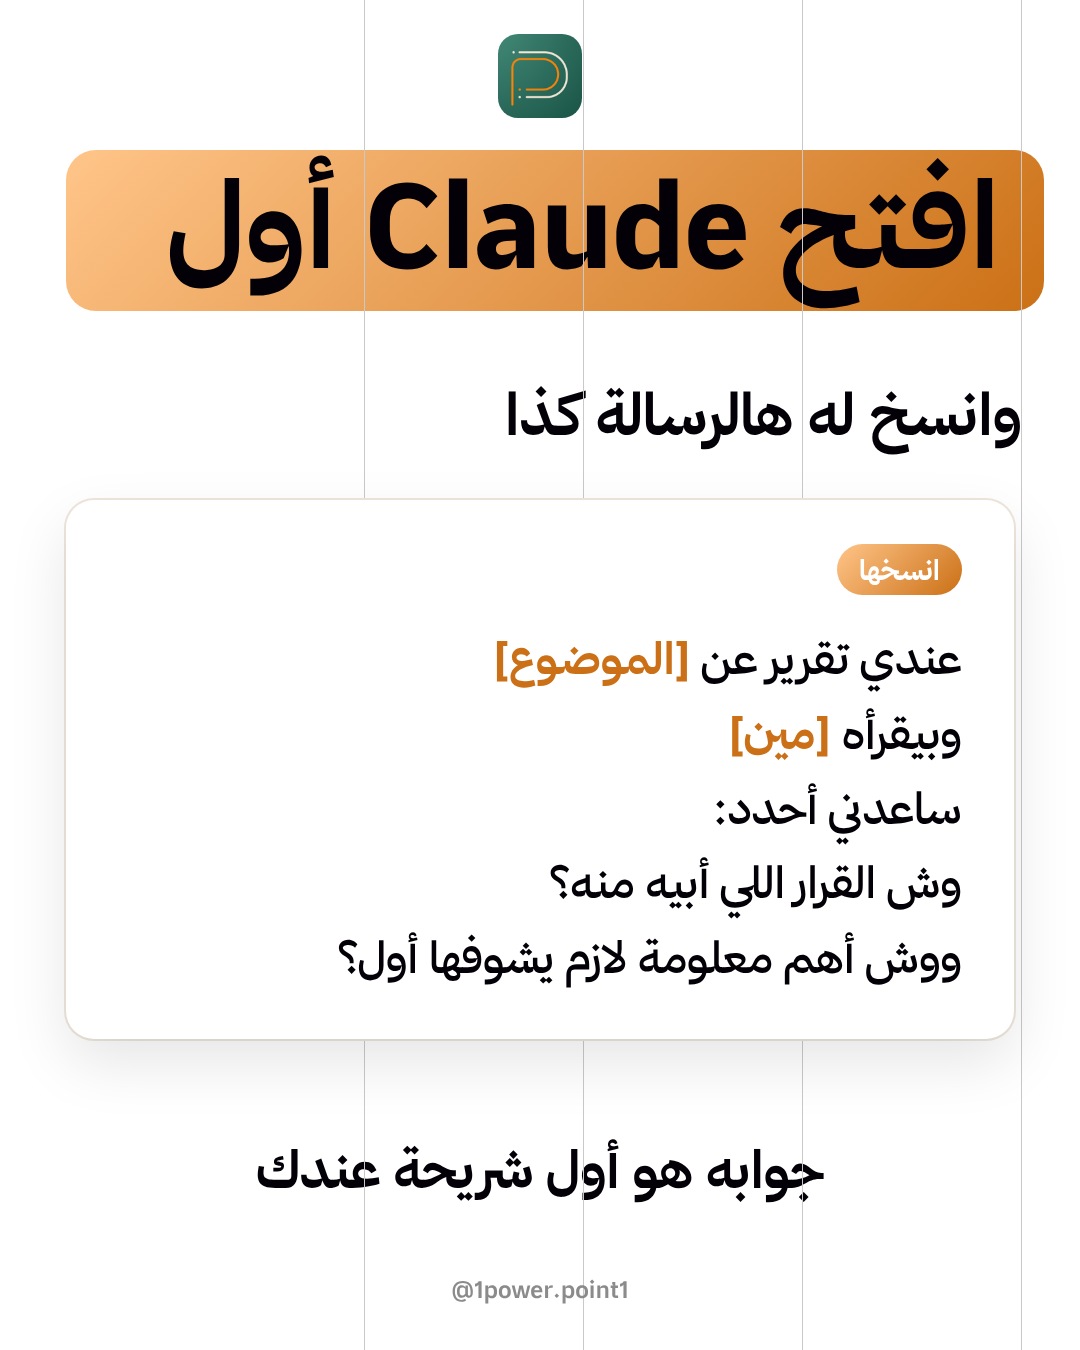 افتح Claude أول
وانسخ له هالرسالة كذا
انسخها
عندي تقرير عن [الموضوع]
وبيقرأه [مين]
ساعدني أحدد:
وش القرار اللي أبيه منه؟
ووش أهم معلومة لازم يشوفها أول؟
جوابه هو أول شريحة عندك
@1power.point1